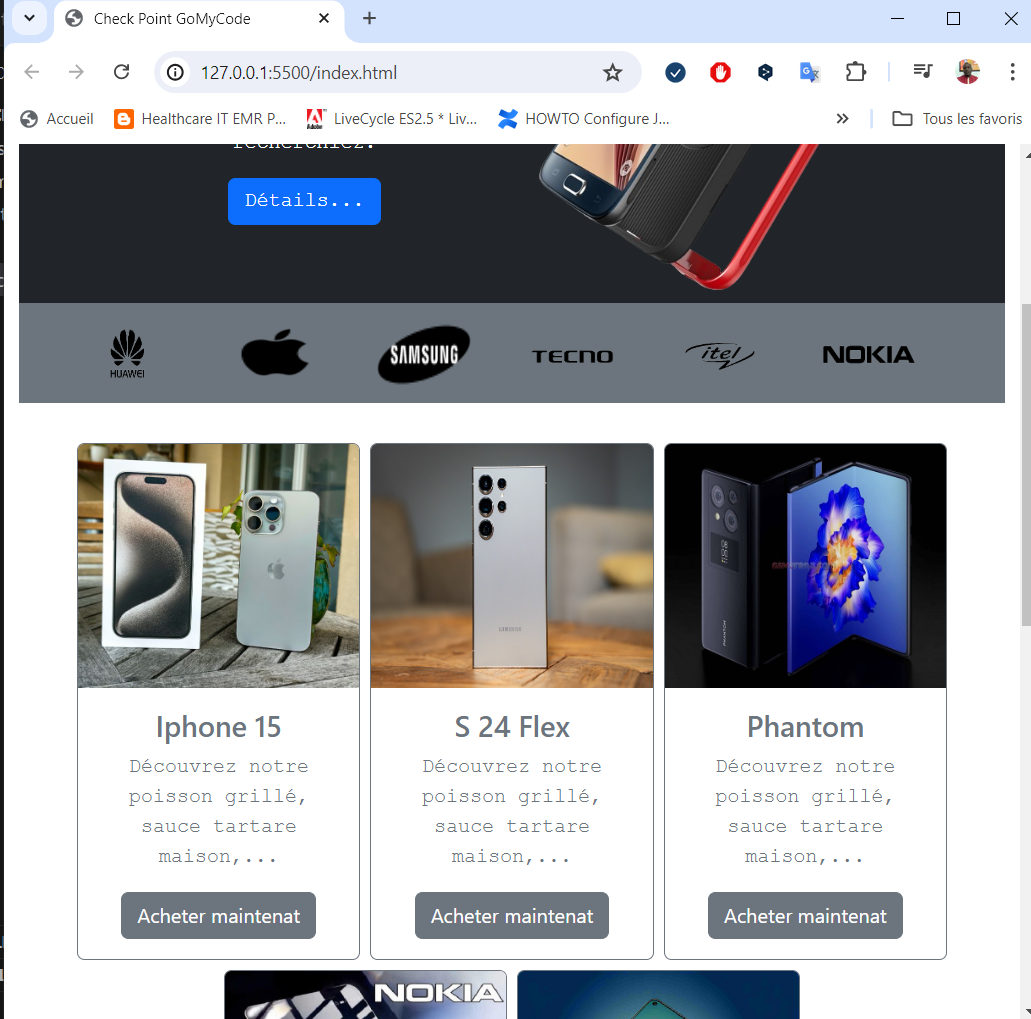 Check Point GoMyCode
127.0.0.1:5500/index.html
Accueil
Healthcare IT EMR P...
Adobe
LiveCycle ES2.5 * Liv...
HOWTO Configure J...
Tous les favoris
Détails...
HUAWEI
SAMSUNG
TECNO
itel
NOKIA
SAMSUNG
Iphone 15
S 24 Flex
Phantom
Découvrez notre
poisson grillé,
sauce tartare
maison,...
Découvrez notre
poisson grillé,
sauce tartare
maison,...
Découvrez notre
poisson grillé,
sauce tartare
maison,...
Acheter maintenat
Acheter maintenat
Acheter maintenat
NOKIA